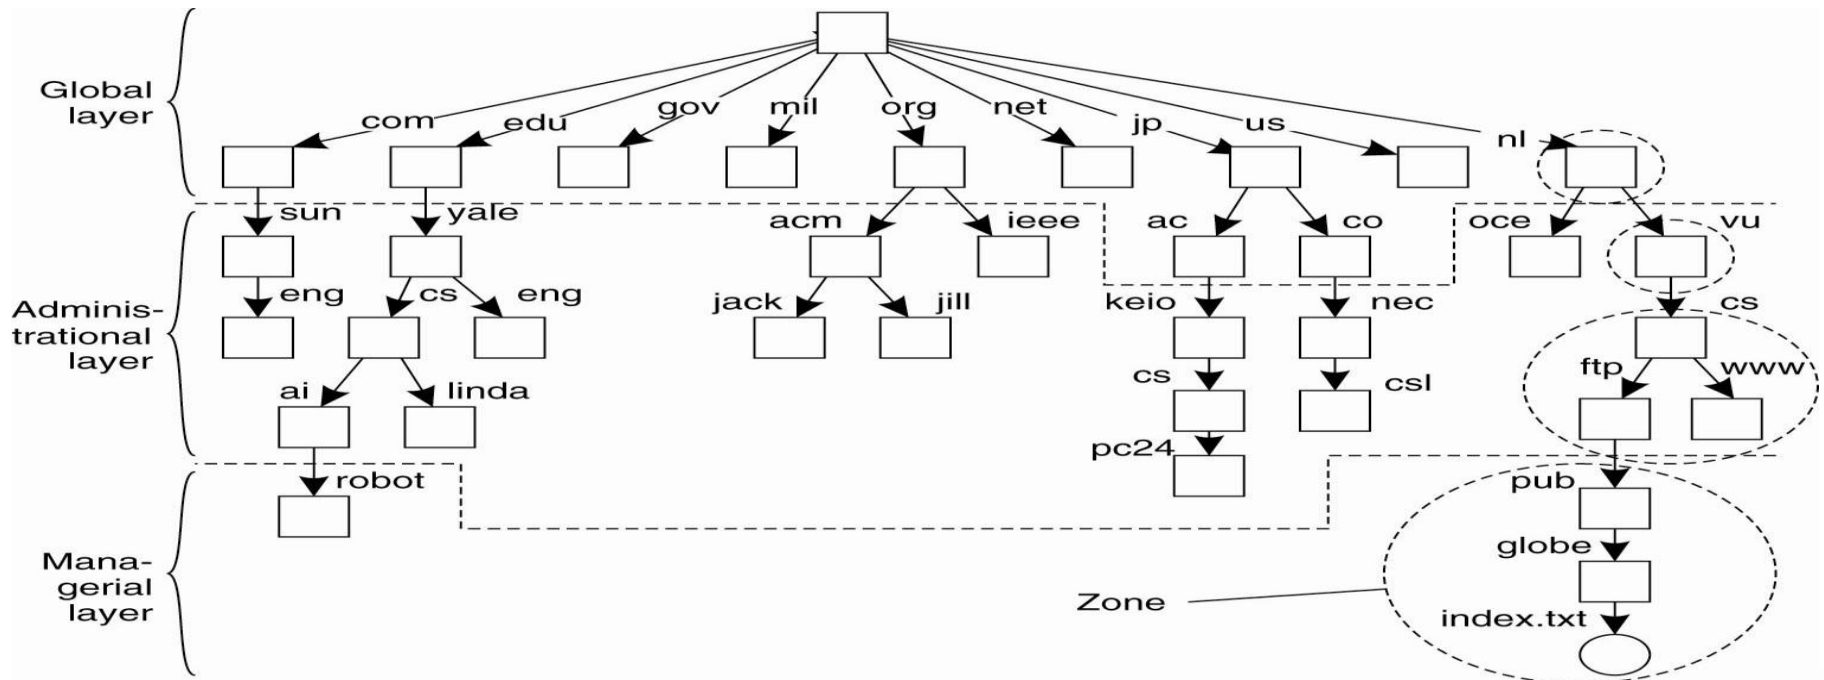 Global
layer
com
edu
gov
mil
org
net
jp
us
nl
sun
yale
acm
ieee
ac
co
oce
vu
Adminis-
trational
layer
eng
cs
eng
jack
jill
keio
nec
cs
ai
linda
cs
csl
ftp
www
pc24
robot
pub
Mana-
gerial
layer
globe
Zone
index.txt